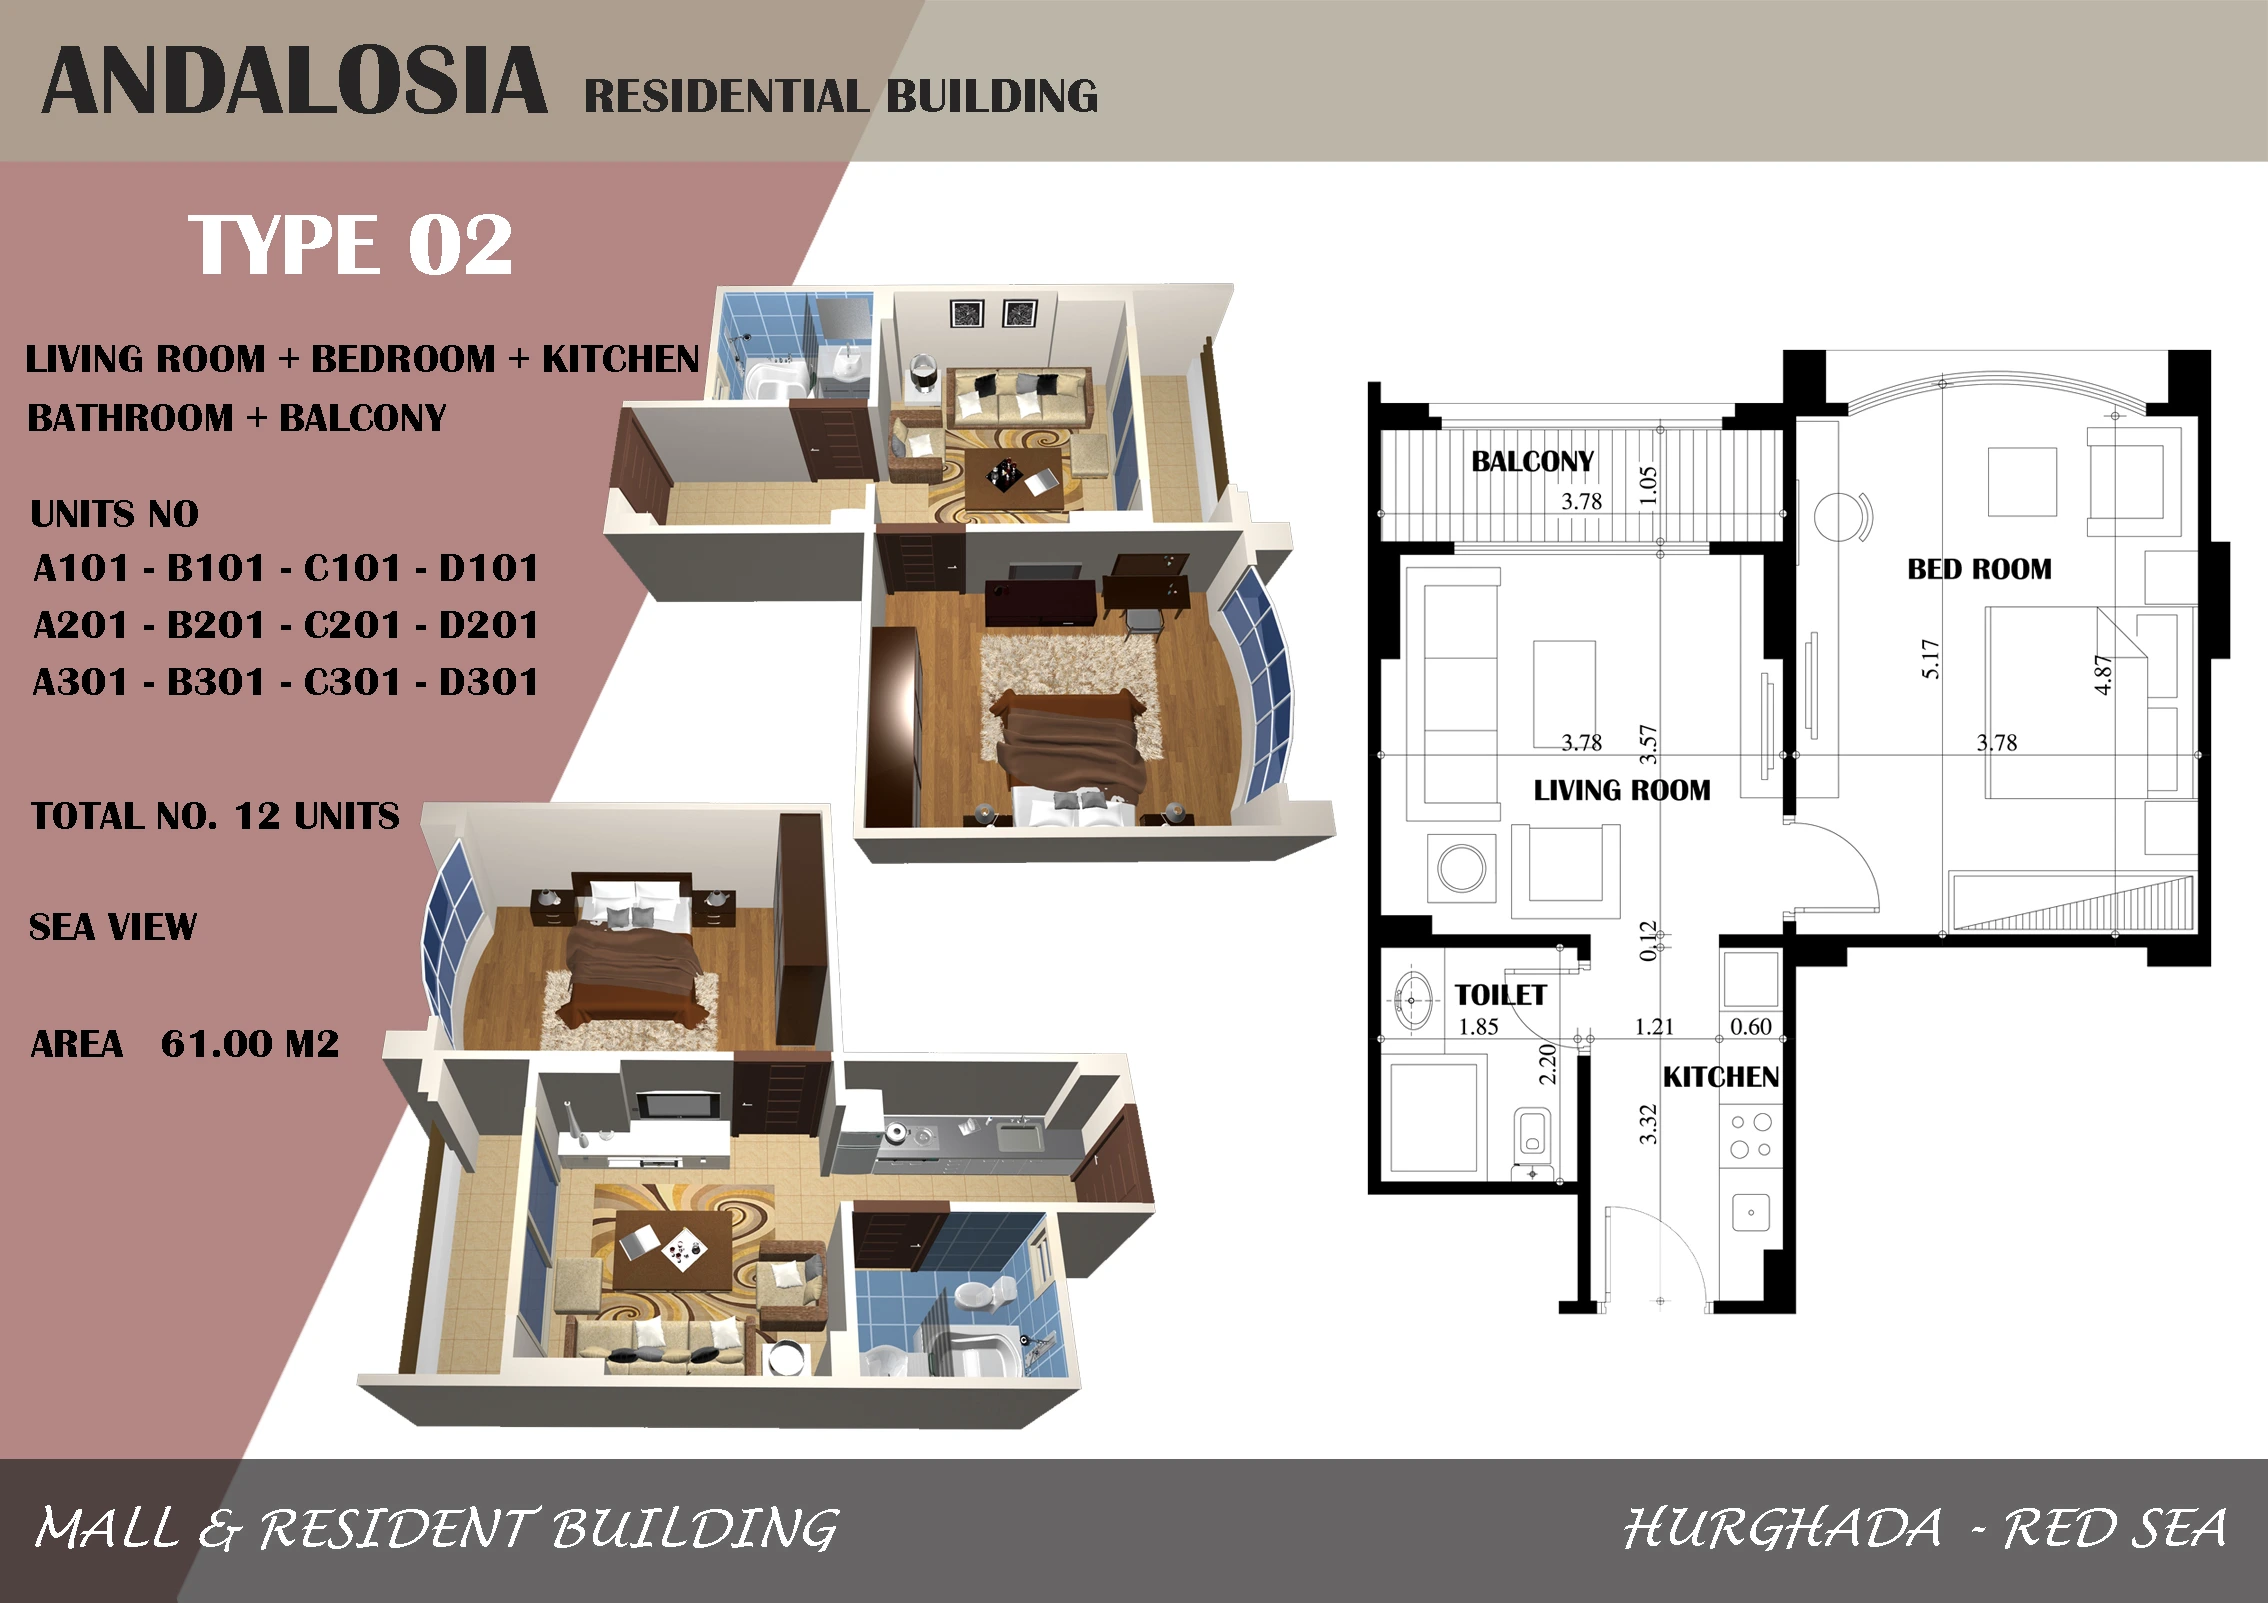 ANDALOSIA RESIDENTIAL BUILDING
TYPE 02
LIVING ROOM + BEDROOM + KITCHEN
BATHROOM + BALCONY
UNITS NO
A101 - B101 - C101 - D101
A201 - B201 - C201 - D201
A301 - B301 - C301 - D301
TOTAL NO. 12 UNITS
SEA VIEW
AREA 61.00 M2
BALCONY
3.78
1.05
BED ROOM
5.17
4.87
3.78
3.78
3.57
LIVING ROOM
0.12
TOILET
1.85
1.21
0.60
2.20
KITCHEN
3.32
MALL & RESIDENT BUILDING
HURGHADA - RED SEA